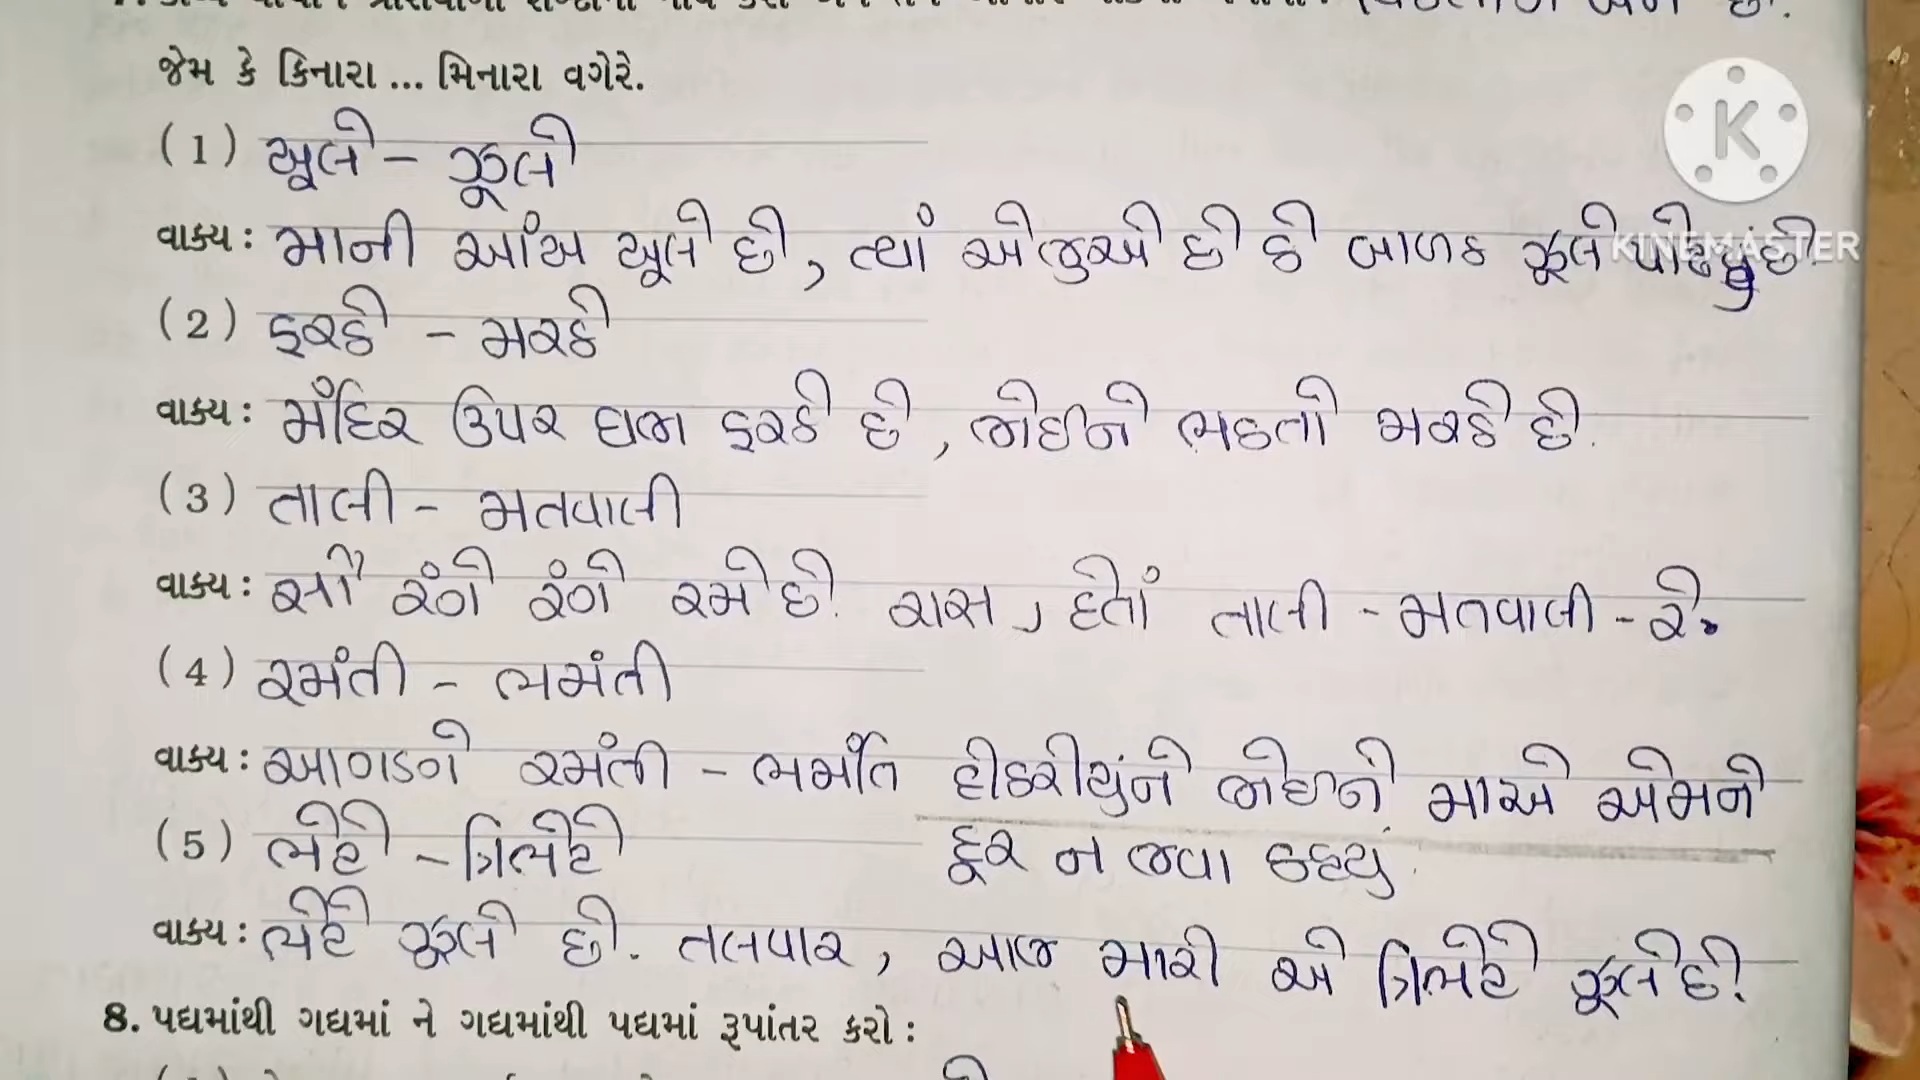 જેમ કે કિનારા ... મિનારા વગેરે.
(1) ખૂલે - ઝૂલે
વાક્ય : માની આંખ ખૂલે છે, ત્યાં એ જુએ છે કે બાળક ઝૂલે પોઢ્યું છે.
(2) ફરકે - મરકે
વાક્ય : મંદિર ઉપર ધજા ફરકે છે, જોઈને ભકતો મરકે છે.
(3) તાલી - મતવાલી
વાક્ય : સૌ રંગે રંગે રમે છે. રાસ, દેતાં તાલી - મતવાલી - રે.
(4) રમંતી - ભમંતી
વાક્ય : આંગણે રમંતી - ભમંતિ દીકરીયુંને જોઈને માએ એમને
દૂર ન જવા કહ્યું.
(5) ભેટે - ત્રિભેટે
વાક્ય : ભેટે ઝૂલે છે. તલવાર, આજ મારી એ ત્રિભેટે ઝૂલે છે.
8. પદ્યમાંથી ગદ્યમાં ને ગદ્યમાંથી પદ્યમાં રૂપાંતર કરો :
KINEMASTER